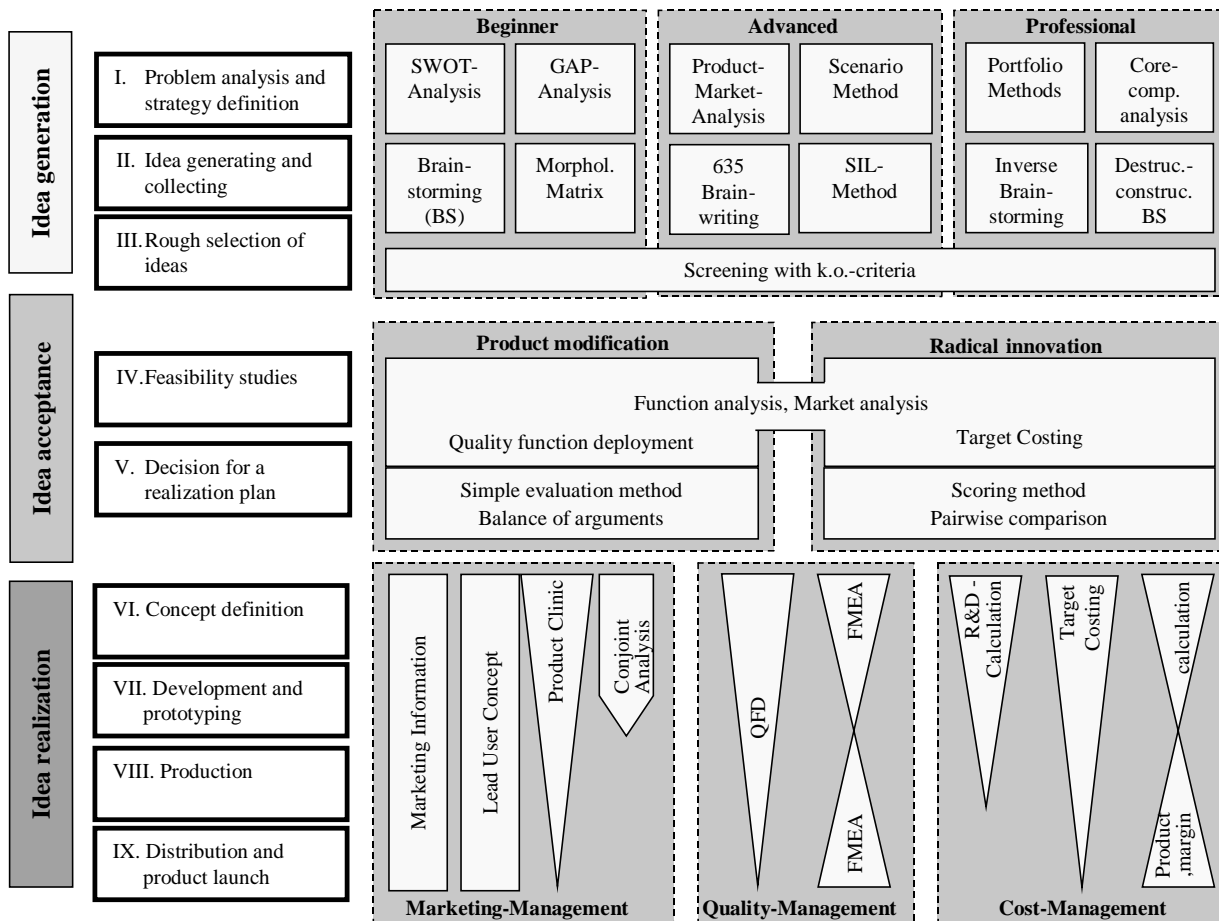 Beginner
Advanced
Professional
Idea generation
I. Problem analysis and
strategy definition
SWOT-
Analysis
GAP-
Analysis
Product-
Market-
Analysis
Scenario
Method
Portfolio
Methods
Core-
comp.
analysis
II. Idea generating and
collecting
Brain-
storming
(BS)
Morphol.
Matrix
635
Brain-
writing
SIL-
Method
Inverse
Brain-
storming
Destruc.-
construc.
BS
III. Rough selection of
ideas
Screening with k.o.-criteria
Idea acceptance
Product modification
Radical innovation
IV. Feasibility studies
Function analysis, Market analysis
Quality function deployment
Target Costing
V. Decision for a
realization plan
Simple evaluation method
Balance of arguments
Scoring method
Pairwise comparison
Idea realization
VI. Concept definition
VII. Development and
prototyping
VIII. Production
IX. Distribution and
product launch
Marketing Information
Lead User Concept
Product Clinic
Conjoint
Analysis
QFD
FMEA
FMEA
R&D -
Calculation
Target
Costing
calculation
Product
,margin
Marketing-Management
Quality-Management
Cost-Management